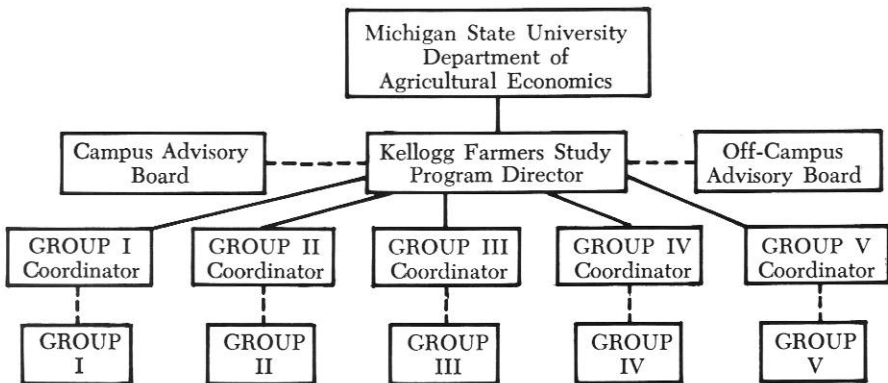 Michigan State University
Department of
Agricultural Economics
Campus Advisory
Board
Kellogg Farmers Study
Program Director
Off-Campus
Advisory Board
GROUP I
Coordinator
GROUP II
Coordinator
GROUP III
Coordinator
GROUP IV
Coordinator
GROUP V
Coordinator
GROUP
I
GROUP
II
GROUP
III
GROUP
IV
GROUP
V